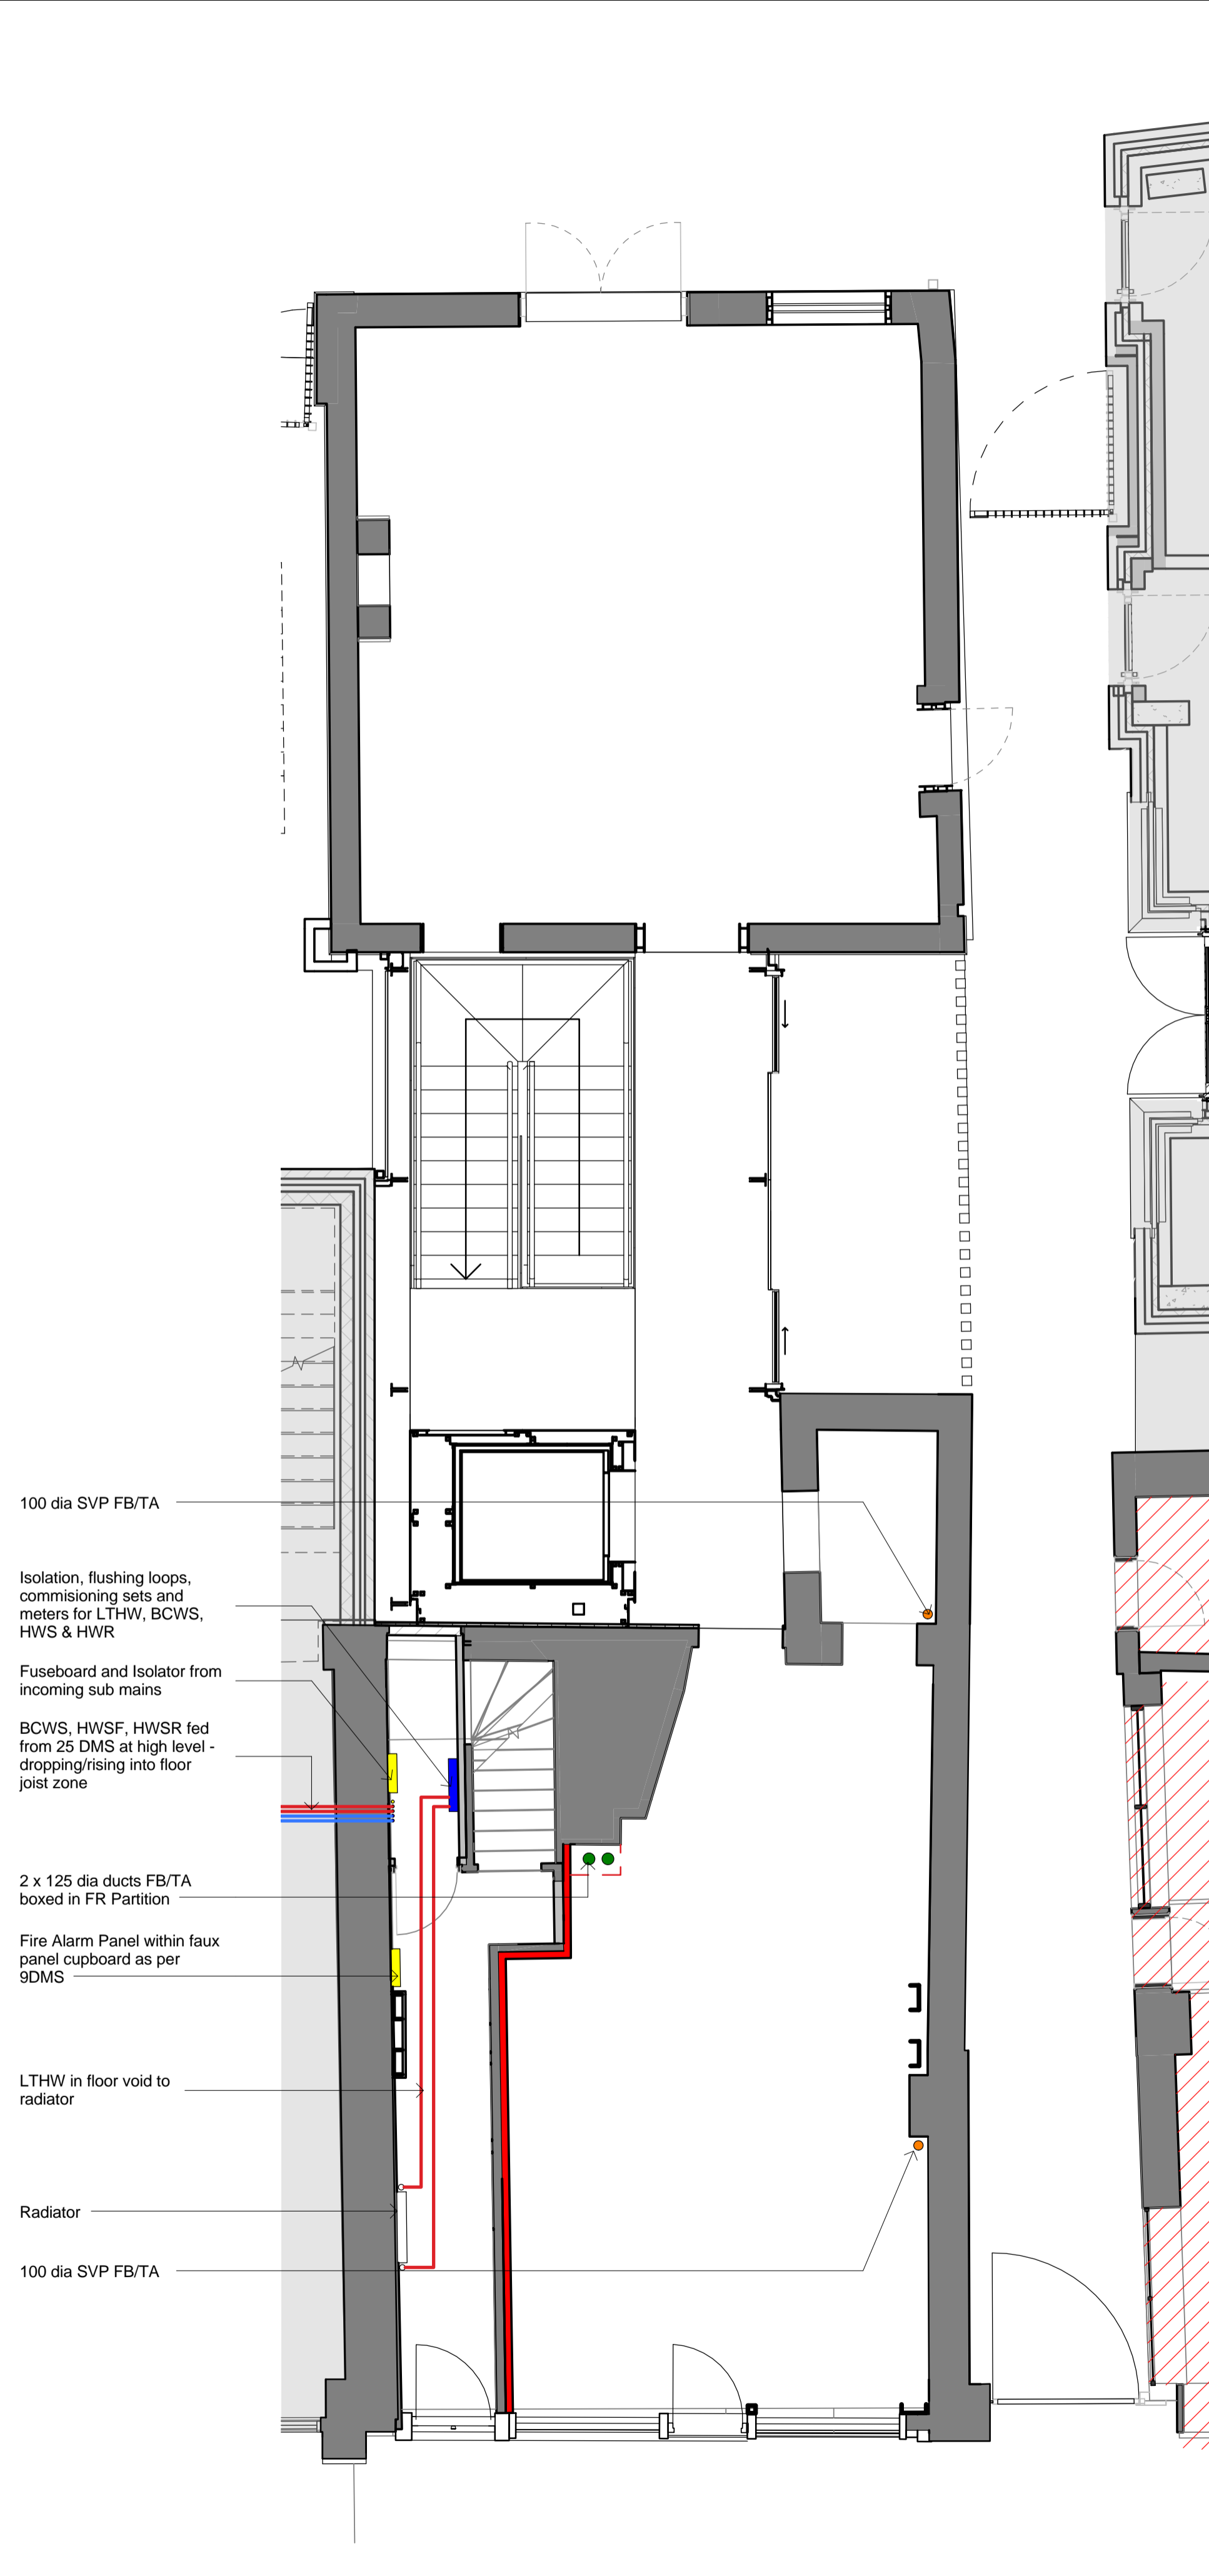 100 dia SVP FB/TA
Isolation, flushing loops,
commisioning sets and
meters for LTHW, BCWS,
HWS & HWR
Fuseboard and Isolator from
incoming sub mains
BCWS, HWSF, HWSR fed
from 25 DMS at high level -
dropping/rising into floor
joist zone
2 x 125 dia ducts FB/TA
boxed in FR Partition
Fire Alarm Panel within faux
panel cupboard as per
9DMS
LTHW in floor void to
radiator
Radiator
100 dia SVP FB/TA